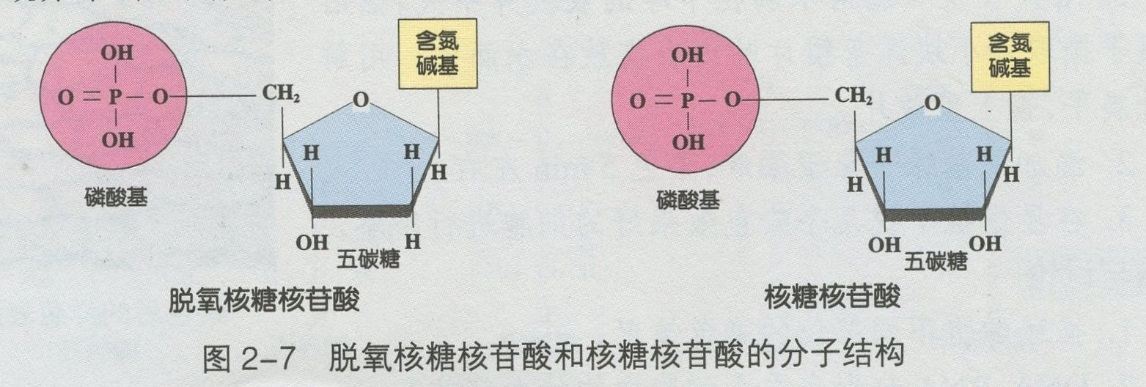 含氮
碱基
OH
O = P — O
OH
CH₂
O
H
H
H
H
OH
H
磷酸基
五碳糖
脱氧核糖核苷酸
含氮
碱基
OH
O = P — O
OH
CH₂
O
H
H
H
H
OH
OH
磷酸基
五碳糖
核糖核苷酸
图 2-7 脱氧核糖核苷酸和核糖核苷酸的分子结构